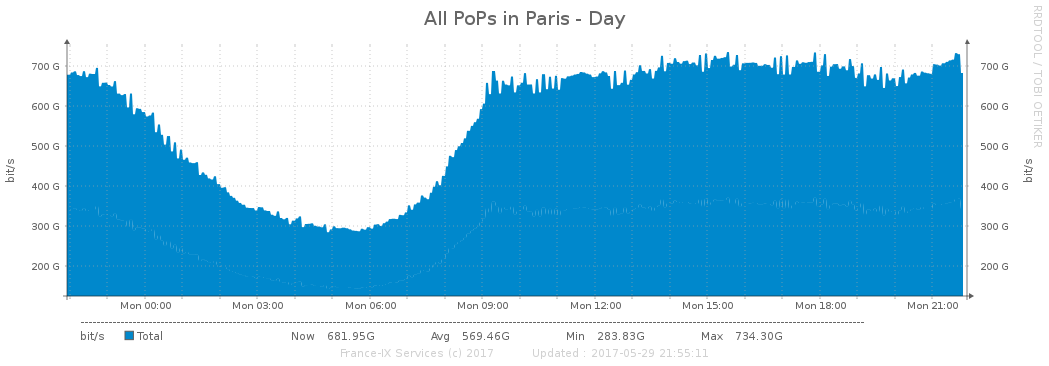 All PoPs in Paris - Day
RRDTOOL / TOBI OETIKER
bit/s
bit/s
700 G 700 G
600 G 600 G
500 G 500 G
400 G 400 G
300 G 300 G
200 G 200 G
Mon 00:00 Mon 03:00 Mon 06:00 Mon 09:00 Mon 12:00 Mon 15:00 Mon 18:00 Mon 21:00
bit/s Total Now 681.95G Avg 569.46G Min 283.83G Max 734.30G
France-IX Services (c) 2017 Updated : 2017-05-29 21:55:11